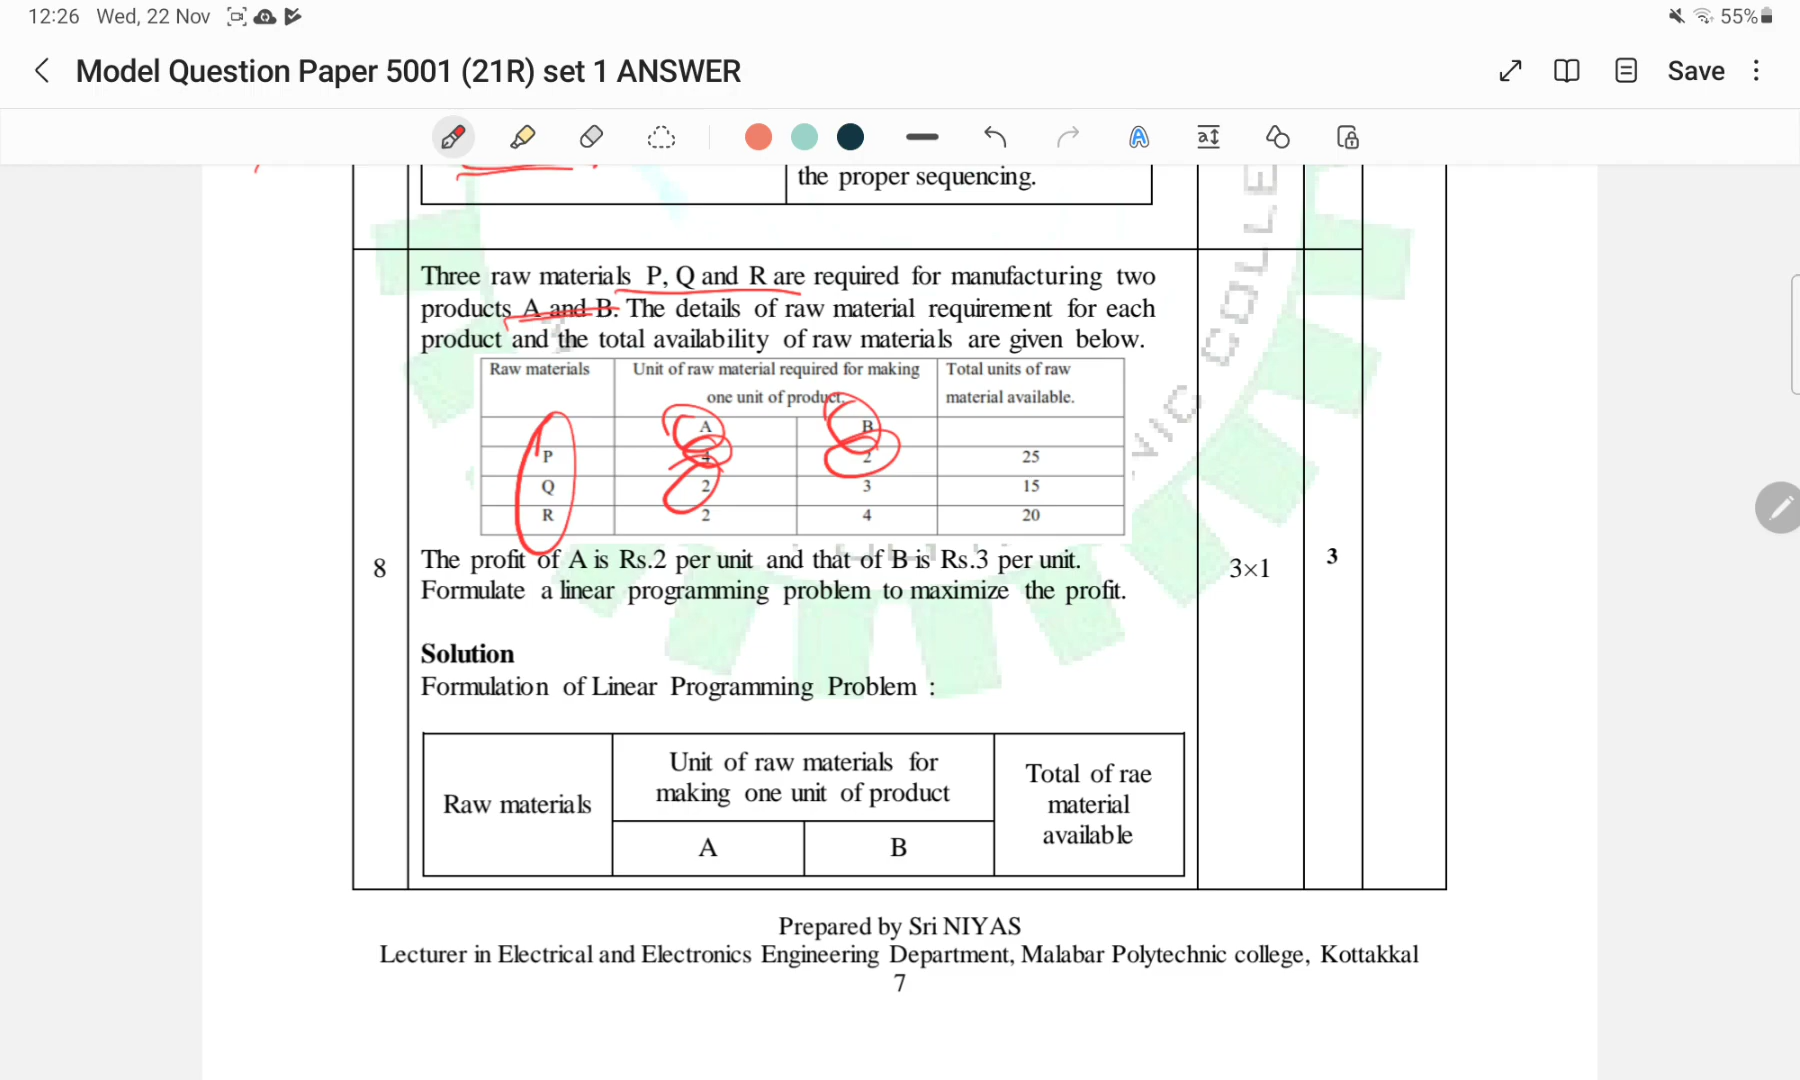 12:26 Wed, 22 Nov
55%
Model Question Paper 5001 (21R) set 1 ANSWER
Save
the proper sequencing.
Three raw materials P, Q and R are required for manufacturing two
products A and B. The details of raw material requirement for each
product and the total availability of raw materials are given below.
Raw materials Unit of raw material required for making Total units of raw
one unit of product. material available.
A B
P 4 2 25
Q 2 3 15
R 2 4 20
8
The profit of A is Rs.2 per unit and that of B is Rs.3 per unit.
Formulate a linear programming problem to maximize the profit.
3×1
3
Solution
Formulation of Linear Programming Problem :
Raw materials
Unit of raw materials for
making one unit of product
A B
Total of rae
material
available
Prepared by Sri NIYAS
Lecturer in Electrical and Electronics Engineering Department, Malabar Polytechnic college, Kottakkal
7